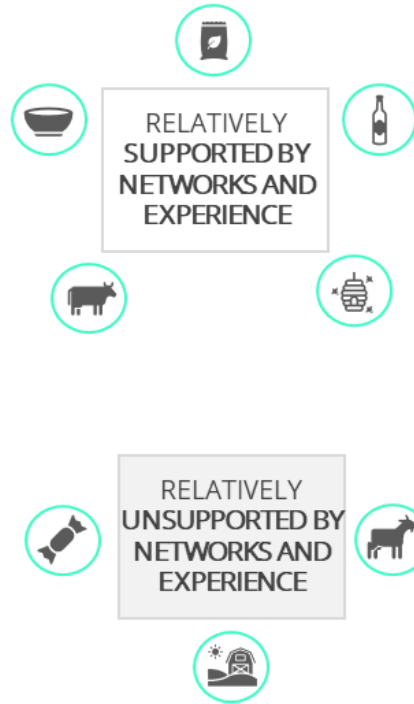 RELATIVELY
SUPPORTED BY
NETWORKS AND
EXPERIENCE
RELATIVELY
UNSUPPORTED BY
NETWORKS AND
EXPERIENCE